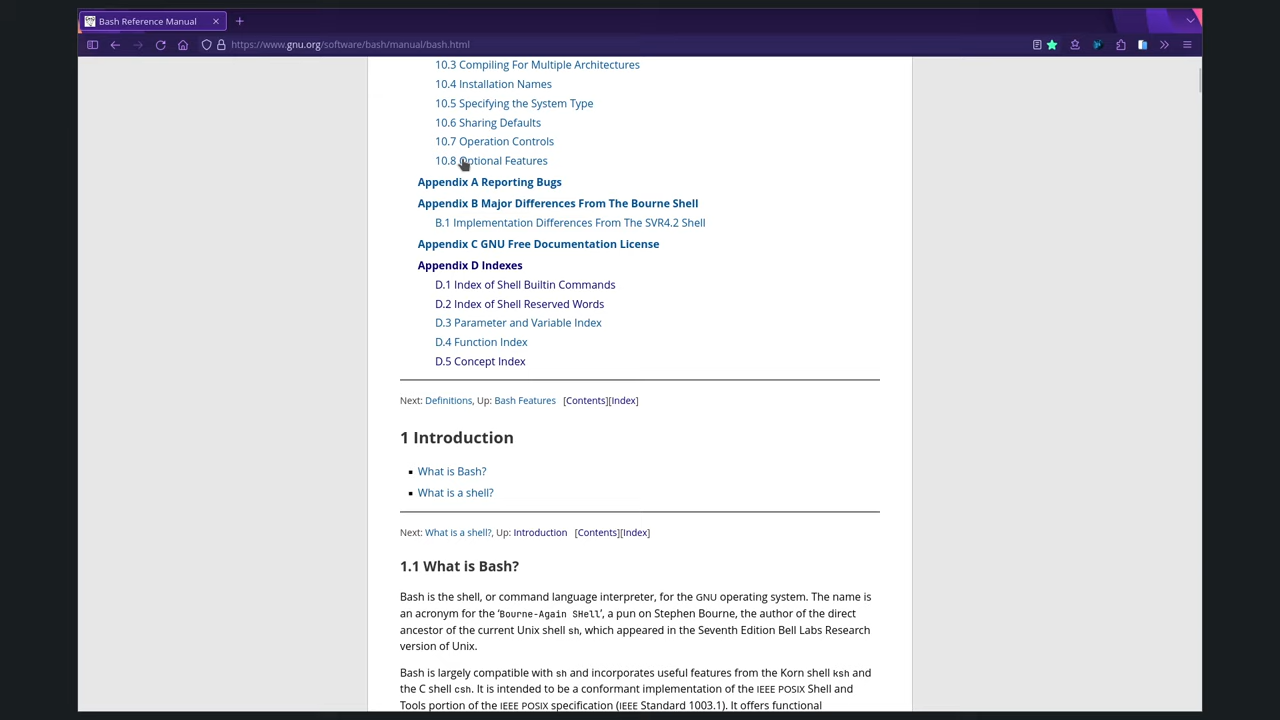 Bash Reference Manual
https://www.gnu.org/software/bash/manual/bash.html
10.3 Compiling For Multiple Architectures
10.4 Installation Names
10.5 Specifying the System Type
10.6 Sharing Defaults
10.7 Operation Controls
10.8 Optional Features
Appendix A Reporting Bugs
Appendix B Major Differences From The Bourne Shell
B.1 Implementation Differences From The SVR4.2 Shell
Appendix C GNU Free Documentation License
Appendix D Indexes
D.1 Index of Shell Builtin Commands
D.2 Index of Shell Reserved Words
D.3 Parameter and Variable Index
D.4 Function Index
D.5 Concept Index
Next: Definitions, Up: Bash Features [Contents][Index]
1 Introduction
▪ What is Bash?
▪ What is a shell?
Next: What is a shell?, Up: Introduction [Contents][Index]
1.1 What is Bash?
Bash is the shell, or command language interpreter, for the GNU operating system. The name is
an acronym for the ‘Bourne-Again SHell’, a pun on Stephen Bourne, the author of the direct
ancestor of the current Unix shell sh, which appeared in the Seventh Edition Bell Labs Research
version of Unix.
Bash is largely compatible with sh and incorporates useful features from the Korn shell ksh and
the C shell csh. It is intended to be a conformant implementation of the IEEE POSIX Shell and
Tools portion of the IEEE POSIX specification (IEEE Standard 1003.1). It offers functional